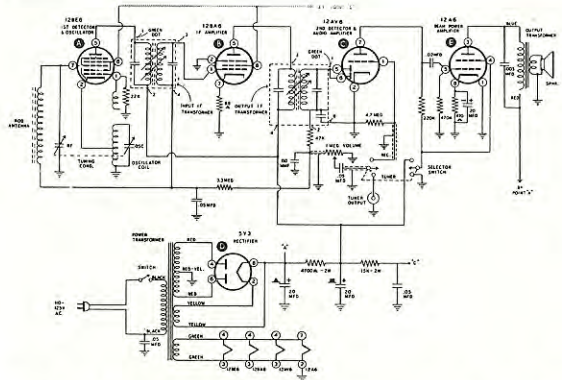 12BE6
1ST DETECTOR
& OSCILLATOR
A
GREEN
DOT
12BA6
IF AMPLIFIER
B
12AV6
2ND DETECTOR &
AUDIO AMPLIFIER
C
GREEN
DOT
12A6
BEAM POWER
AMPLIFIER
E
BLUE
OUTPUT
TRANSFORMER
.005
MFD
SPKR.
RED
B+
POINT "A"
ROD
ANTENNA
22K
RF
TUNING
COND.
OSC
OSCILLATOR
COIL
INPUT IF
TRANSFORMER
68
OUTPUT IF
TRANSFORMER
47K
4.7 MEG
1 MEG. VOLUME
MMF
.05
MFD
REC.
TUNER
TUNER
OUTPUT
SELECTOR
SWITCH
.02MFD
220K
470K
20
MFD
3.3 MEG
.05 MFD
POWER
TRANSFORMER
RED
D
5Y3
RECTIFIER
RED-YEL.
RED
YELLOW
YELLOW
GREEN
GREEN
SWITCH
BLACK
BLACK
.05
MFD
110-
125V
AC
"A"
4700 Ω - 2W
15K - 2W
"C"
20
MFD
20
MFD
.05
MFD
12BE6
12BA6
12AV6
12A6